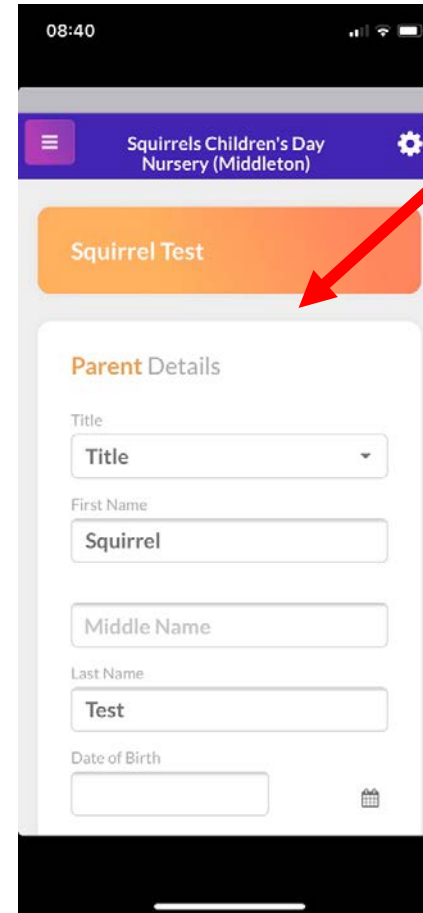 08:40
Squirrels Children's Day
Nursery (Middleton)
Squirrel Test
Parent Details
Title
Title
First Name
Squirrel
Middle Name
Last Name
Test
Date of Birth